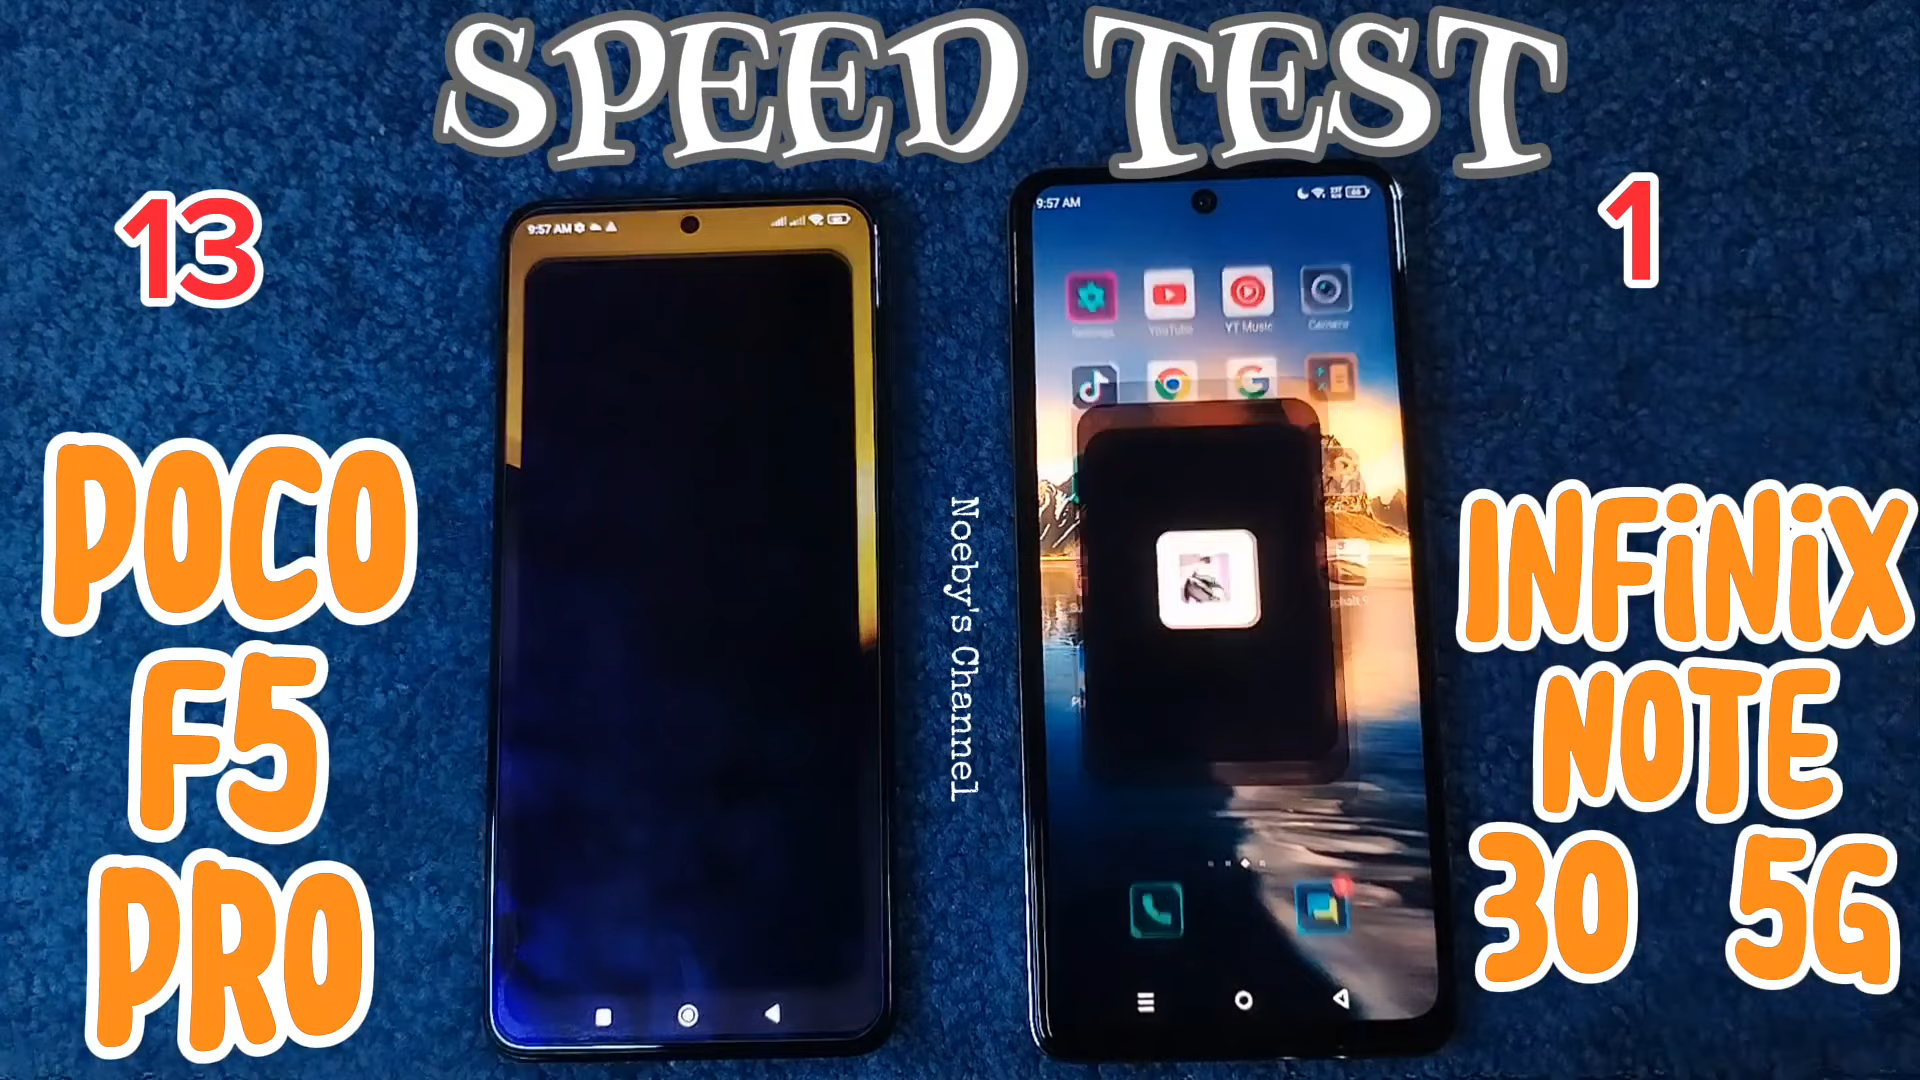 SPEED TEST
13
1
9:57 AM
9:57 AM
YouTube
YT Music
Camera
POCO
F5
PRO
Noeby's Channel
INFINIX
NOTE
30 5G